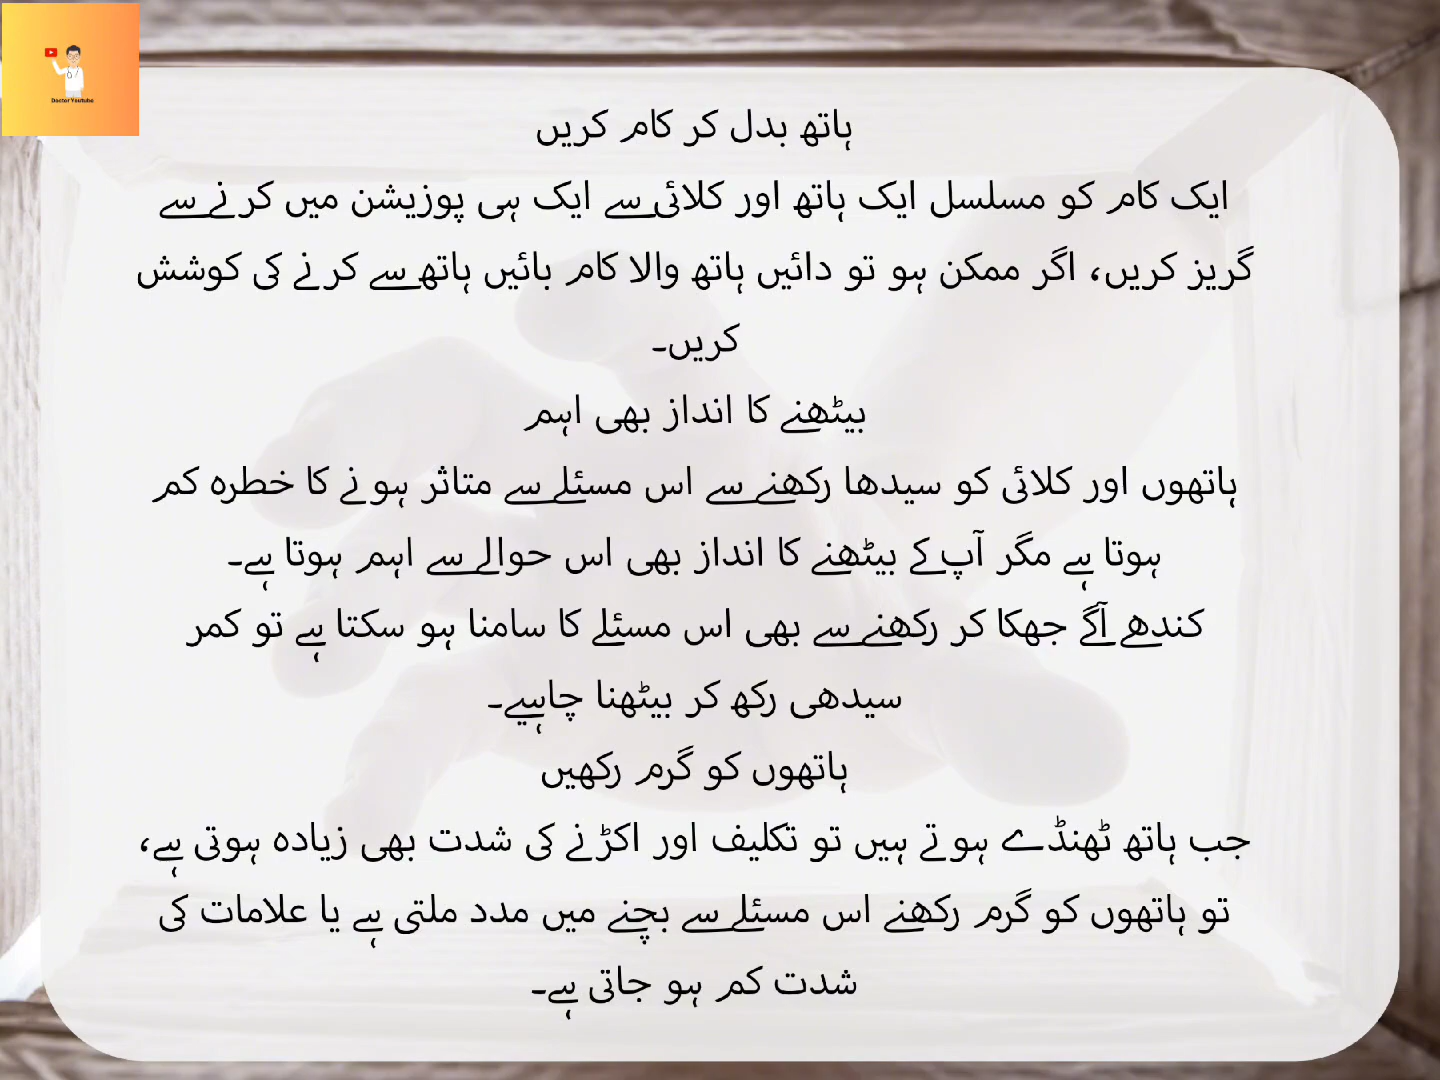 Doctor Youtube
ہاتھ بدل کر کام کریں
ایک کام کو مسلسل ایک ہاتھ اور کلائی سے ایک ہی پوزیشن میں کرنے سے
گریز کریں، اگر ممکن ہو تو دائیں ہاتھ والا کام بائیں ہاتھ سے کرنے کی کوشش
کریں۔
بیٹھنے کا انداز بھی اہم
ہاتھوں اور کلائی کو سیدھا رکھنے سے اس مسئلے سے متاثر ہونے کا خطرہ کم
ہوتا ہے مگر آپ کے بیٹھنے کا انداز بھی اس حوالے سے اہم ہوتا ہے۔
کندھے آگے جھکا کر رکھنے سے بھی اس مسئلے کا سامنا ہو سکتا ہے تو کمر
سیدھی رکھ کر بیٹھنا چاہیے۔
ہاتھوں کو گرم رکھیں
جب ہاتھ ٹھنڈے ہوتے ہیں تو تکلیف اور اکڑنے کی شدت بھی زیادہ ہوتی ہے،
تو ہاتھوں کو گرم رکھنے اس مسئلے سے بچنے میں مدد ملتی ہے یا علامات کی
شدت کم ہو جاتی ہے۔